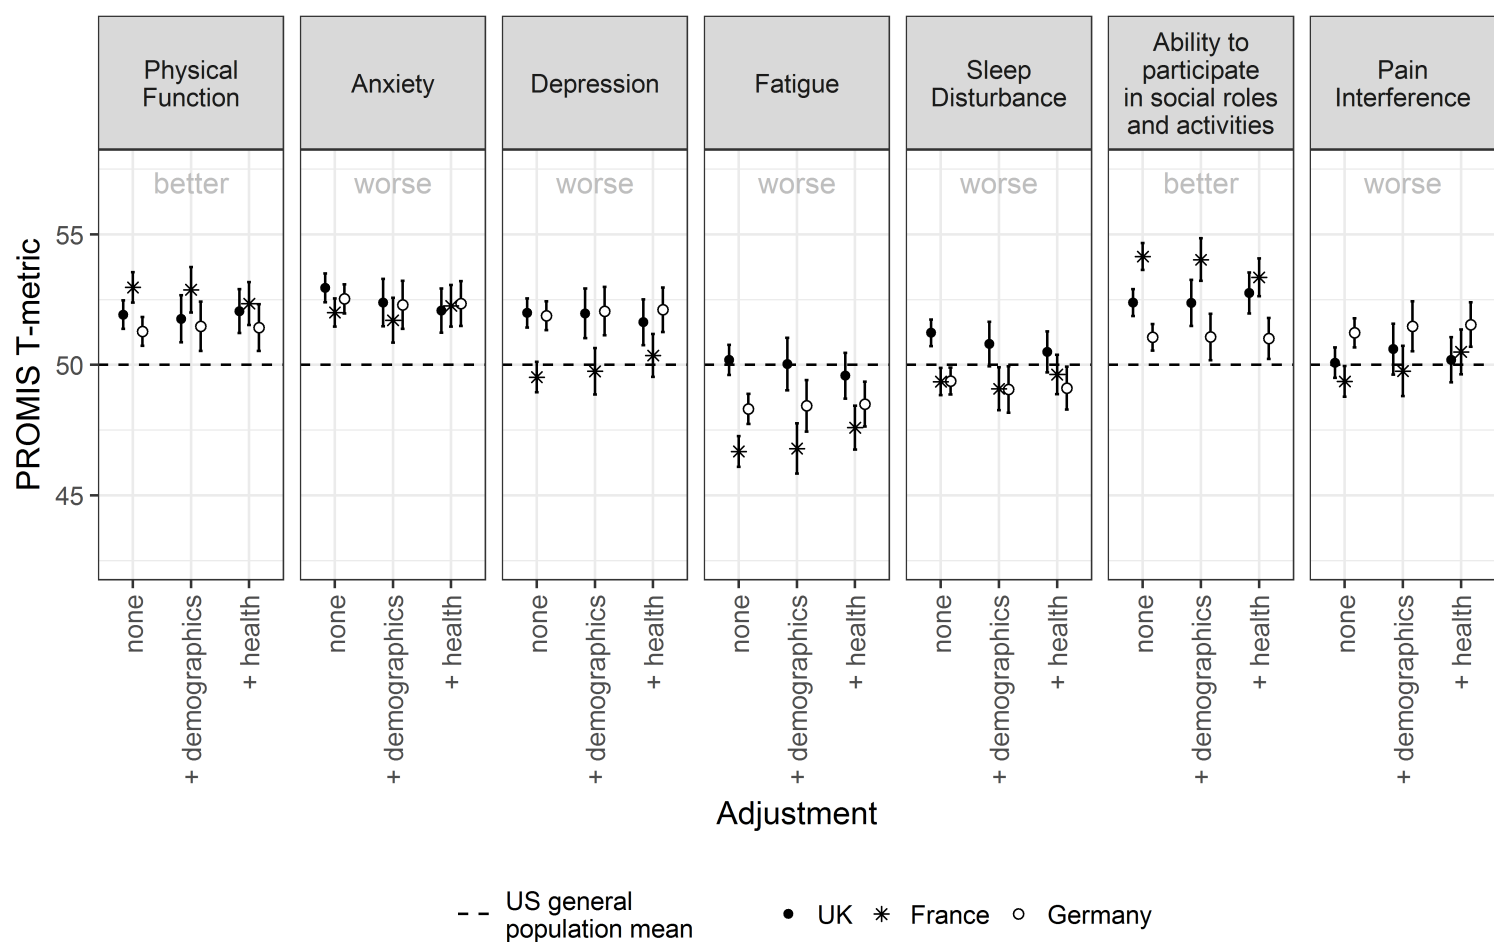 Physical
Function
Anxiety
Depression
Fatigue
Sleep
Disturbance
Ability to
participate
in social roles
and activities
Pain
Interference
better
worse
worse
worse
worse
better
worse
PROMIS T-metric
55
50
45
none
+ demographics
+ health
none
+ demographics
+ health
none
+ demographics
+ health
none
+ demographics
+ health
none
+ demographics
+ health
none
+ demographics
+ health
none
+ demographics
+ health
Adjustment
US general
population mean
UK
France
Germany